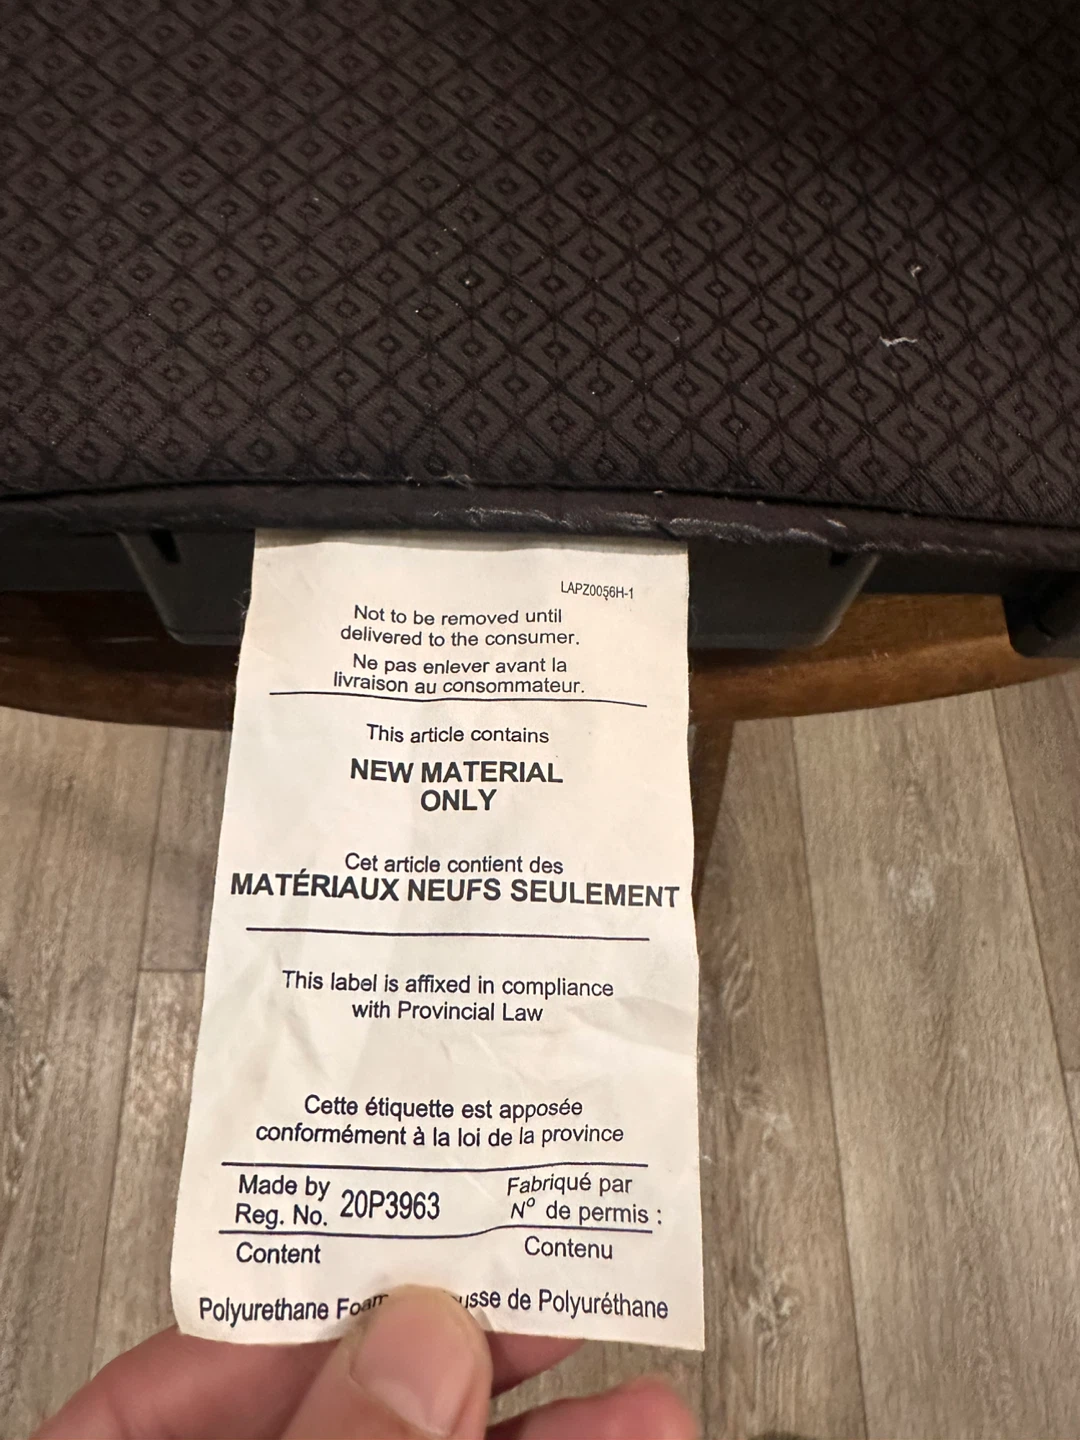 LAPZ0056H-1
Not to be removed until
delivered to the consumer.
Ne pas enlever avant la
livraison au consommateur.
This article contains
NEW MATERIAL
ONLY
Cet article contient des
MATÉRIAUX NEUFS SEULEMENT
This label is affixed in compliance
with Provincial Law
Cette étiquette est apposée
conformément à la loi de la province
Made by
Reg. No. 20P3963
Fabriqué par
Nº de permis :
Content
Contenu
Polyurethane Foam
de Polyuréthane